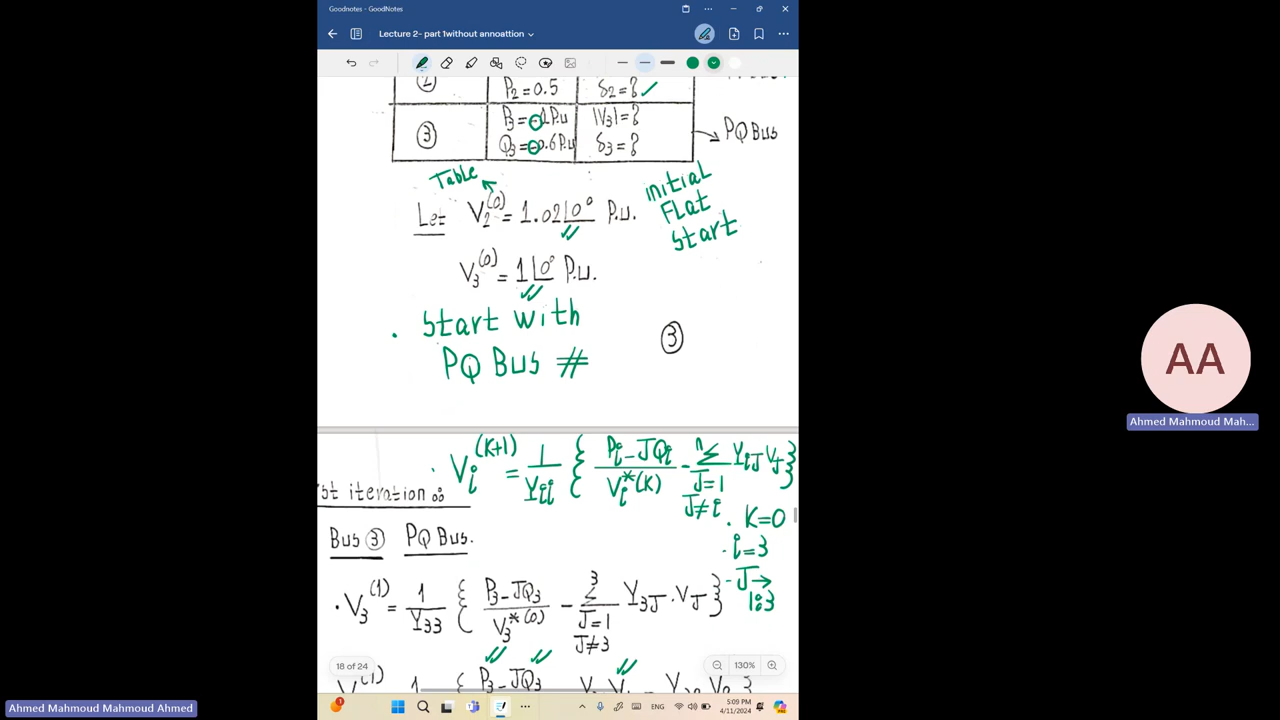 Goodnotes - GoodNotes
Lecture 2- part 1without annoattion
②
P2 = 0.5
δ2 = ? ✓
③
P3 = -1 P.u
Q3 = -0.6 P.u
|V3| = ?
δ3 = ?
PQ Bus
Table
Let V2^(0) = 1.02∠0° P.u.
initial
Flat
Start
V3^(0) = 1∠0° P.u.
. Start with
PQ Bus #
③
Vi^(K+1) = 1/Yii { (Pi - JQi)/Vi*(K) - Σ(J=1, J≠i)^n YiJ VJ }
st iteration
. K=0
Bus ③ PQ Bus.
. i=3
- J→
1:3
. V3^(1) = 1/Y33 { (P3 - JQ3)/V3*(0) - Σ(J=1, J≠3)^3 Y3J . VJ }
P3 - JQ3
18 of 24
130%
AA
Ahmed Mahmoud Mah...
Ahmed Mahmoud Mahmoud Ahmed
ENG
5:09 PM
4/11/2024